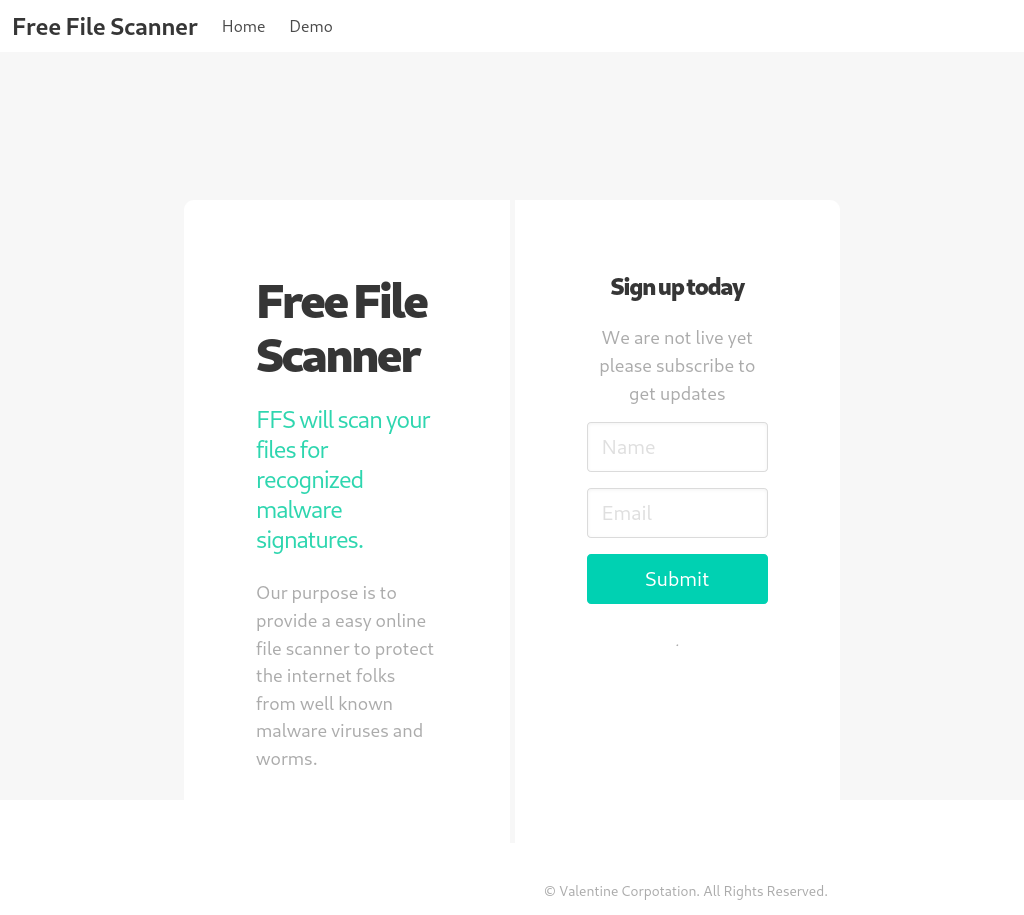 Free File Scanner Home Demo
Free File
Scanner
FFS will scan your
files for
recognized
malware
signatures.
Our purpose is to
provide a easy online
file scanner to protect
the internet folks
from well known
malware viruses and
worms.
Sign up today
We are not live yet
please subscribe to
get updates
Name
Email
Submit
.
© Valentine Corpotation. All Rights Reserved.